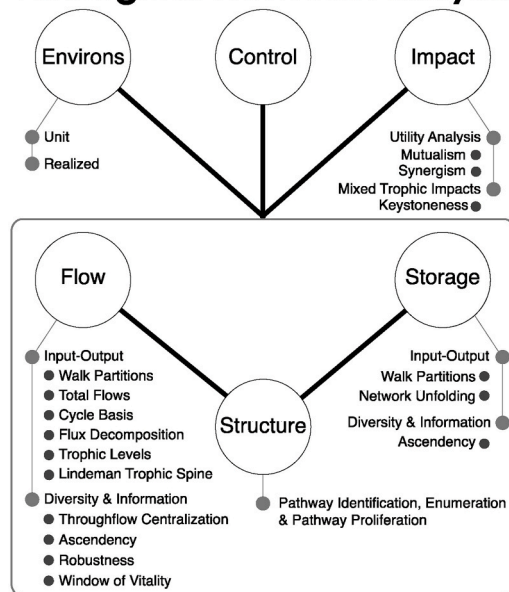 Environs
Control
Impact
Unit
Realized
Utility Analysis
Mutualism
Synergism
Mixed Trophic Impacts
Keystoneness
Flow
Storage
Input-Output
Walk Partitions
Total Flows
Cycle Basis
Flux Decomposition
Trophic Levels
Lindeman Trophic Spine
Diversity & Information
Throughflow Centralization
Ascendency
Robustness
Window of Vitality
Input-Output
Walk Partitions
Network Unfolding
Diversity & Information
Ascendency
Structure
Pathway Identification, Enumeration
& Pathway Proliferation